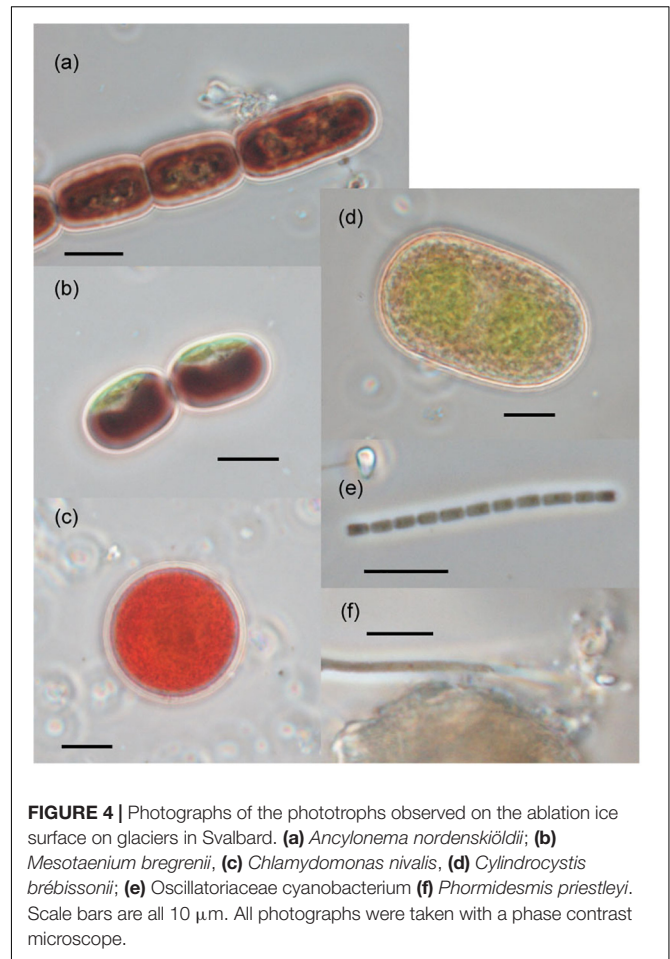 (a)
(d)
(b)
(e)
(c)
(f)
FIGURE 4 | Photographs of the phototrophs observed on the ablation ice
surface on glaciers in Svalbard. (a) Ancylonema nordenskiöldii; (b)
Mesotaenium bregrenii, (c) Chlamydomonas nivalis, (d) Cylindrocystis
brébissonii; (e) Oscillatoriaceae cyanobacterium (f) Phormidesmis priestleyi.
Scale bars are all 10 μm. All photographs were taken with a phase contrast
microscope.